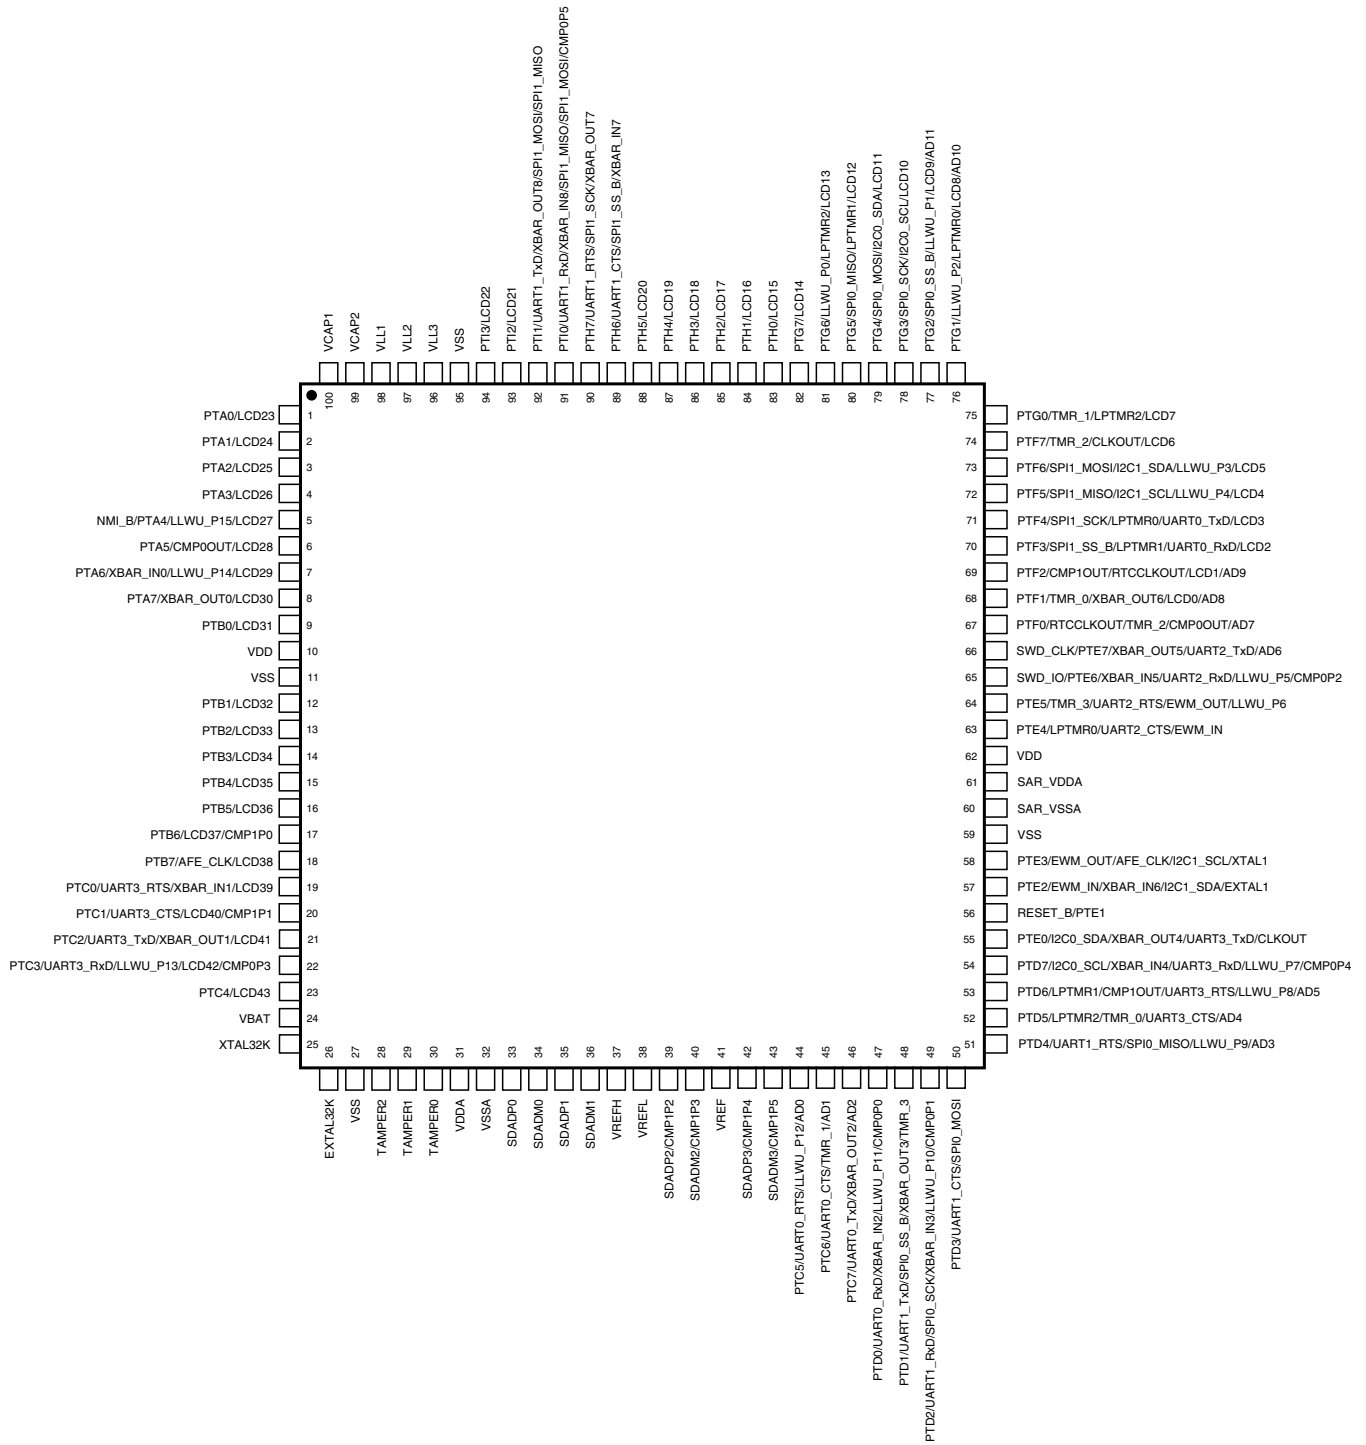 VCAP1
VCAP2
VLL1
VLL2
VLL3
VSS
PTI3/LCD22
PTI2/LCD21
PTI1/UART1_TxD/XBAR_OUT8/SPI1_MOSI/SPI1_MISO
PTI0/UART1_RxD/XBAR_IN8/SPI1_MISO/SPI1_MOSI/CMP0P5
PTH7/UART1_RTS/SPI1_SCK/XBAR_OUT7
PTH6/UART1_CTS/SPI1_SS_B/XBAR_IN7
PTH5/LCD20
PTH4/LCD19
PTH3/LCD18
PTH2/LCD17
PTH1/LCD16
PTH0/LCD15
PTG7/LCD14
PTG6/LLWU_P0/LPTMR2/LCD13
PTG5/SPI0_MISO/LPTMR1/LCD12
PTG4/SPI0_MOSI/I2C0_SDA/LCD11
PTG3/SPI0_SCK/I2C0_SCL/LCD10
PTG2/SPI0_SS_B/LLWU_P1/LCD9/AD11
PTG1/LLWU_P2/LPTMR0/LCD8/AD10
100
99
98
97
96
95
94
93
92
91
90
89
88
87
86
85
84
83
82
81
80
79
78
77
76
PTA0/LCD23 1
PTA1/LCD24 2
PTA2/LCD25 3
PTA3/LCD26 4
NMI_B/PTA4/LLWU_P15/LCD27 5
PTA5/CMP0OUT/LCD28 6
PTA6/XBAR_IN0/LLWU_P14/LCD29 7
PTA7/XBAR_OUT0/LCD30 8
PTB0/LCD31 9
VDD 10
VSS 11
PTB1/LCD32 12
PTB2/LCD33 13
PTB3/LCD34 14
PTB4/LCD35 15
PTB5/LCD36 16
PTB6/LCD37/CMP1P0 17
PTB7/AFE_CLK/LCD38 18
PTC0/UART3_RTS/XBAR_IN1/LCD39 19
PTC1/UART3_CTS/LCD40/CMP1P1 20
PTC2/UART3_TxD/XBAR_OUT1/LCD41 21
PTC3/UART3_RxD/LLWU_P13/LCD42/CMP0P3 22
PTC4/LCD43 23
VBAT 24
XTAL32K 25
75 PTG0/TMR_1/LPTMR2/LCD7
74 PTF7/TMR_2/CLKOUT/LCD6
73 PTF6/SPI1_MOSI/I2C1_SDA/LLWU_P3/LCD5
72 PTF5/SPI1_MISO/I2C1_SCL/LLWU_P4/LCD4
71 PTF4/SPI1_SCK/LPTMR0/UART0_TxD/LCD3
70 PTF3/SPI1_SS_B/LPTMR1/UART0_RxD/LCD2
69 PTF2/CMP1OUT/RTCCLKOUT/LCD1/AD9
68 PTF1/TMR_0/XBAR_OUT6/LCD0/AD8
67 PTF0/RTCCLKOUT/TMR_2/CMP0OUT/AD7
66 SWD_CLK/PTE7/XBAR_OUT5/UART2_TxD/AD6
65 SWD_IO/PTE6/XBAR_IN5/UART2_RxD/LLWU_P5/CMP0P2
64 PTE5/TMR_3/UART2_RTS/EWM_OUT/LLWU_P6
63 PTE4/LPTMR0/UART2_CTS/EWM_IN
62 VDD
61 SAR_VDDA
60 SAR_VSSA
59 VSS
58 PTE3/EWM_OUT/AFE_CLK/I2C1_SCL/XTAL1
57 PTE2/EWM_IN/XBAR_IN6/I2C1_SDA/EXTAL1
56 RESET_B/PTE1
55 PTE0/I2C0_SDA/XBAR_OUT4/UART3_TxD/CLKOUT
54 PTD7/I2C0_SCL/XBAR_IN4/UART3_RxD/LLWU_P7/CMP0P4
53 PTD6/LPTMR1/CMP1OUT/UART3_RTS/LLWU_P8/AD5
52 PTD5/LPTMR2/TMR_0/UART3_CTS/AD4
51 PTD4/UART1_RTS/SPI0_MISO/LLWU_P9/AD3
26
27
28
29
30
31
32
33
34
35
36
37
38
39
40
41
42
43
44
45
46
47
48
49
50
EXTAL32K
VSS
TAMPER2
TAMPER1
TAMPER0
VDDA
VSSA
SDADP0
SDADM0
SDADP1
SDADM1
VREFH
VREFL
SDADP2/CMP1P2
SDADM2/CMP1P3
VREF
SDADP3/CMP1P4
SDADM3/CMP1P5
PTC5/UART0_RTS/LLWU_P12/AD0
PTC6/UART0_CTS/TMR_1/AD1
PTC7/UART0_TxD/XBAR_OUT2/AD2
PTD0/UART0_RxD/XBAR_IN2/LLWU_P11/CMP0P0
PTD1/UART1_TxD/SPI0_SS_B/XBAR_OUT3/TMR_3
PTD2/UART1_RxD/SPI0_SCK/XBAR_IN3/LLWU_P10/CMP0P1
PTD3/UART1_CTS/SPI0_MOSI